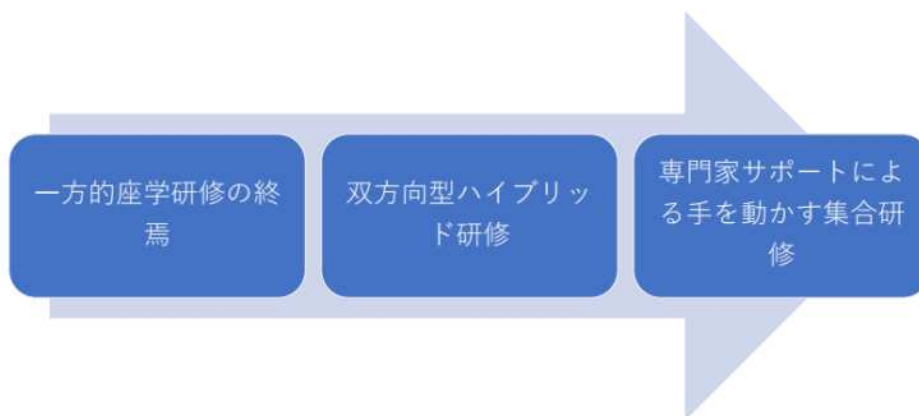 一方的座学研修の終
焉
双方向型ハイブリッ
ド研修
専門家サポートによ
る手を動かす集合研
修